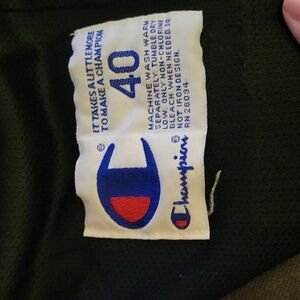 IT TAKES A LITTLE MORE
TO MAKE A CHAMPION
40
MACHINE WASH WARM
SEPARATELY. TUMBLE DRY
LOW. ONLY NON-CHLORINE
BLEACH WHEN NEEDED. DO
NOT IRON DESIGN.
RN 26094
Champion